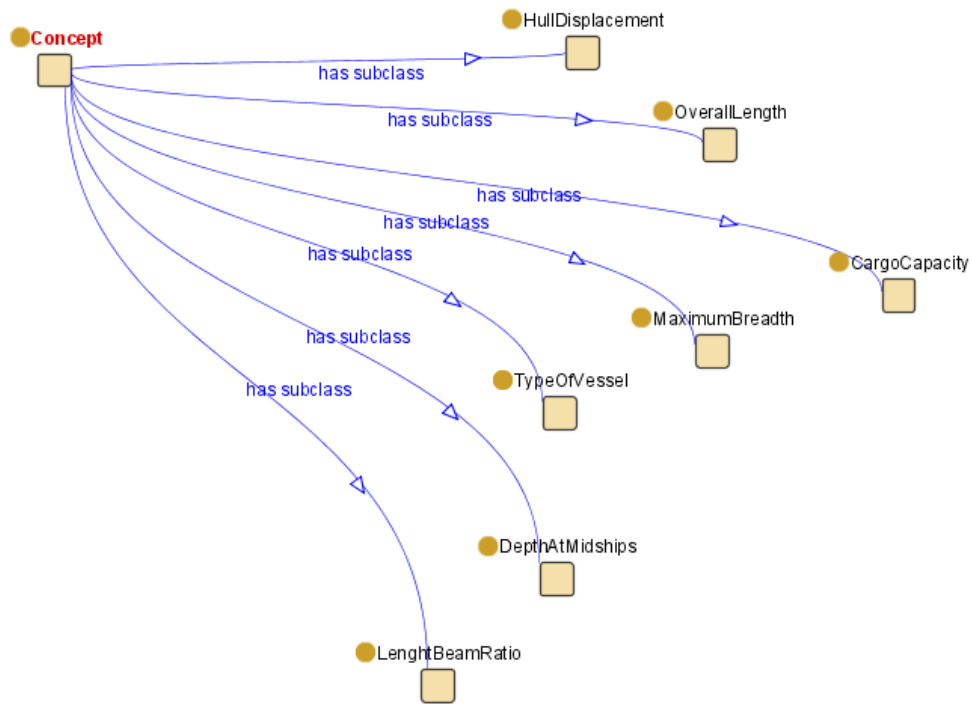 HullDisplacement
Concept
has subclass
OverallLength
has subclass
has subclass
has subclass
has subclass
CargoCapacity
MaximumBreadth
has subclass
TypeOfVessel
has subclass
DepthAtMidships
LenghtBeamRatio